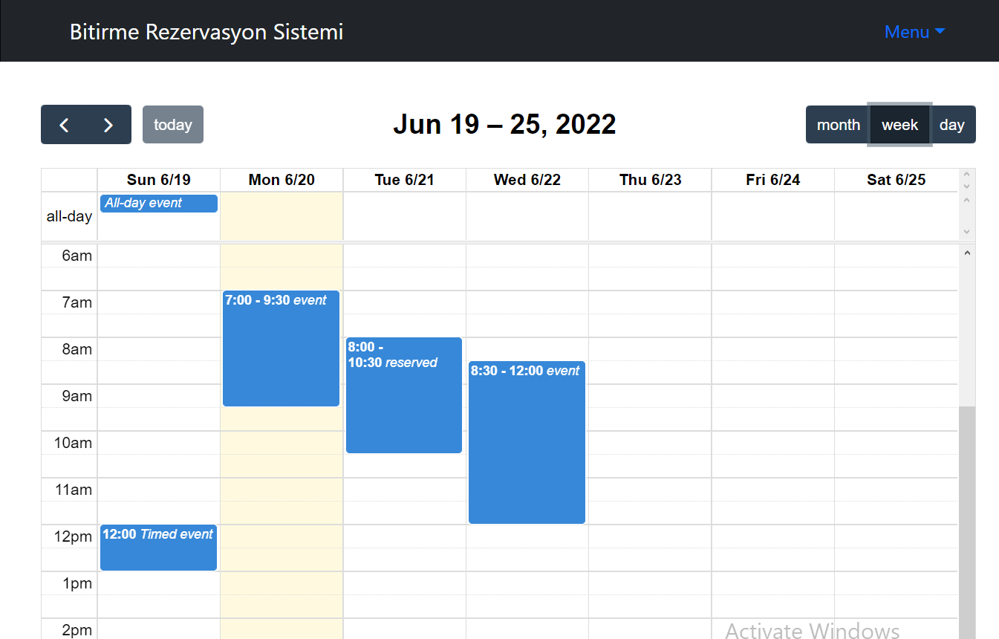 Bitirme Rezervasyon Sistemi
Menu
today
Jun 19 – 25, 2022
month week day
Sun 6/19 Mon 6/20 Tue 6/21 Wed 6/22 Thu 6/23 Fri 6/24 Sat 6/25
all-day
All-day event
6am
7am
7:00 - 9:30 event
8am
8:00 -
10:30 reserved
8:30 - 12:00 event
9am
10am
11am
12pm
12:00 Timed event
1pm
2pm
Activate Windows